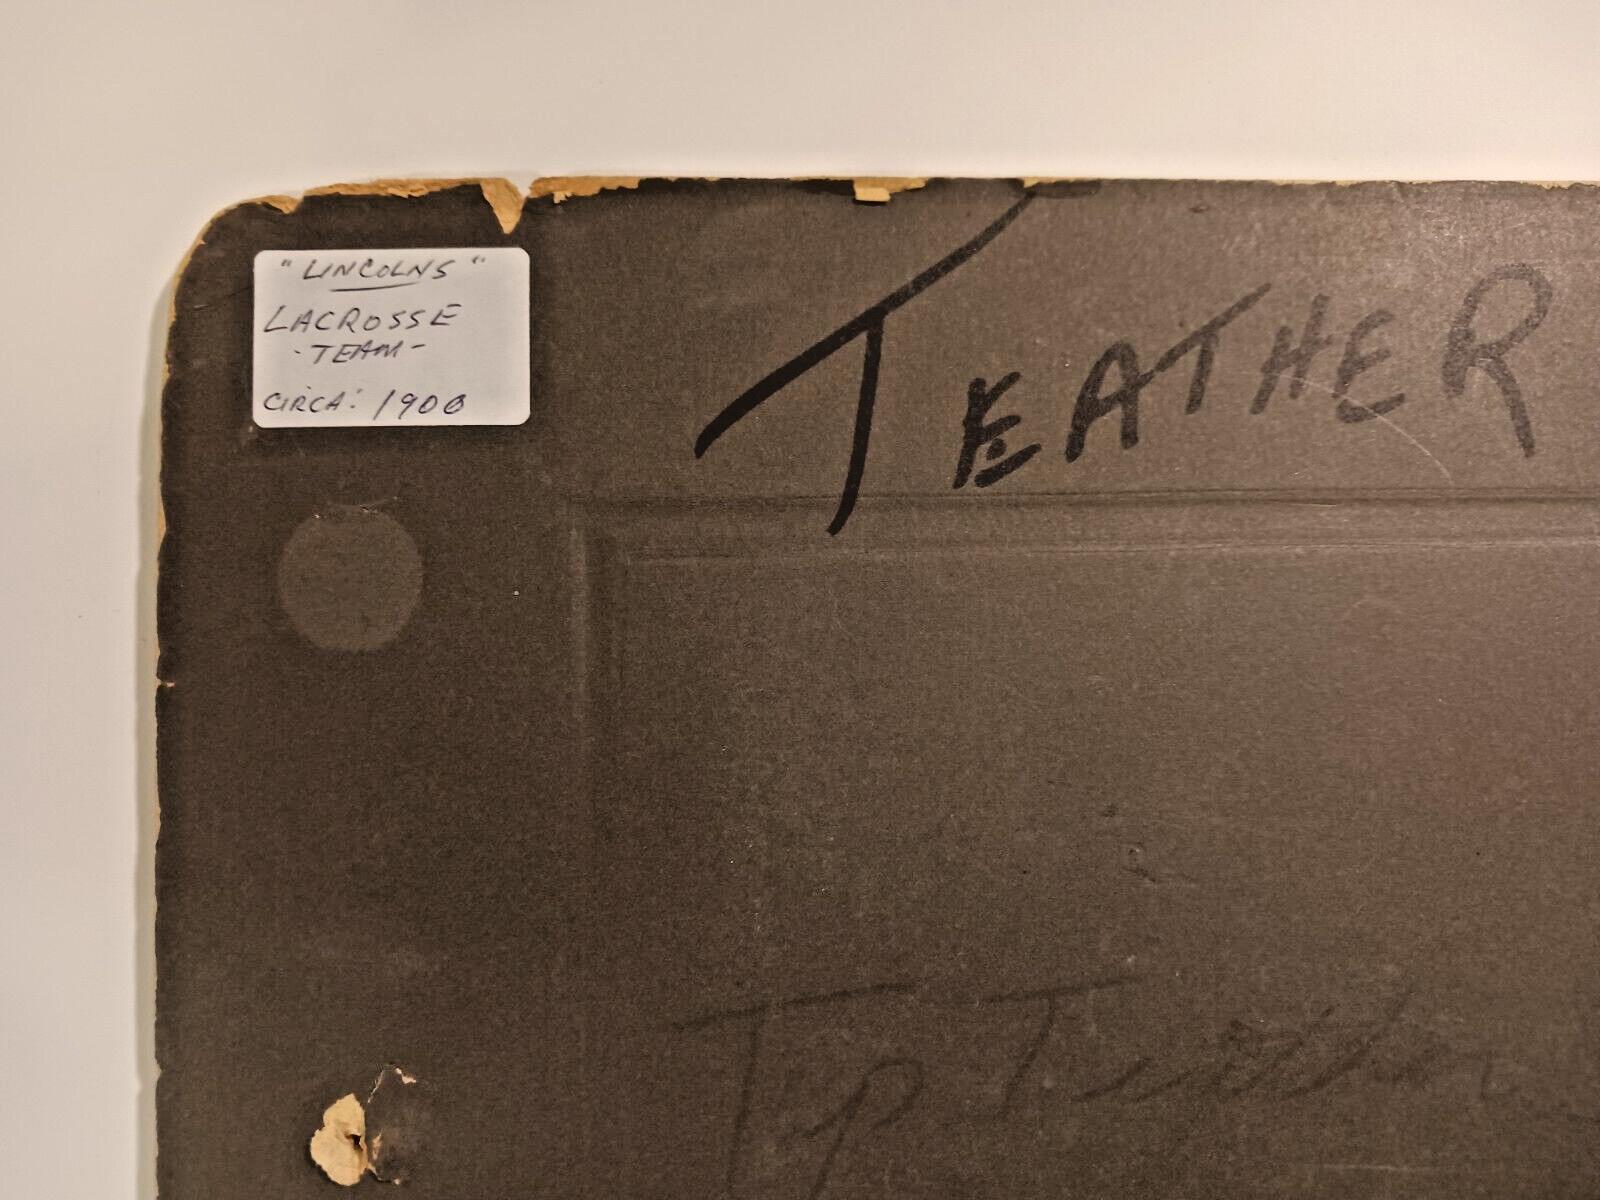 "LINCOLNS"
LACROSSE
-TEAM-
CIRCA: 1900
TEATHER